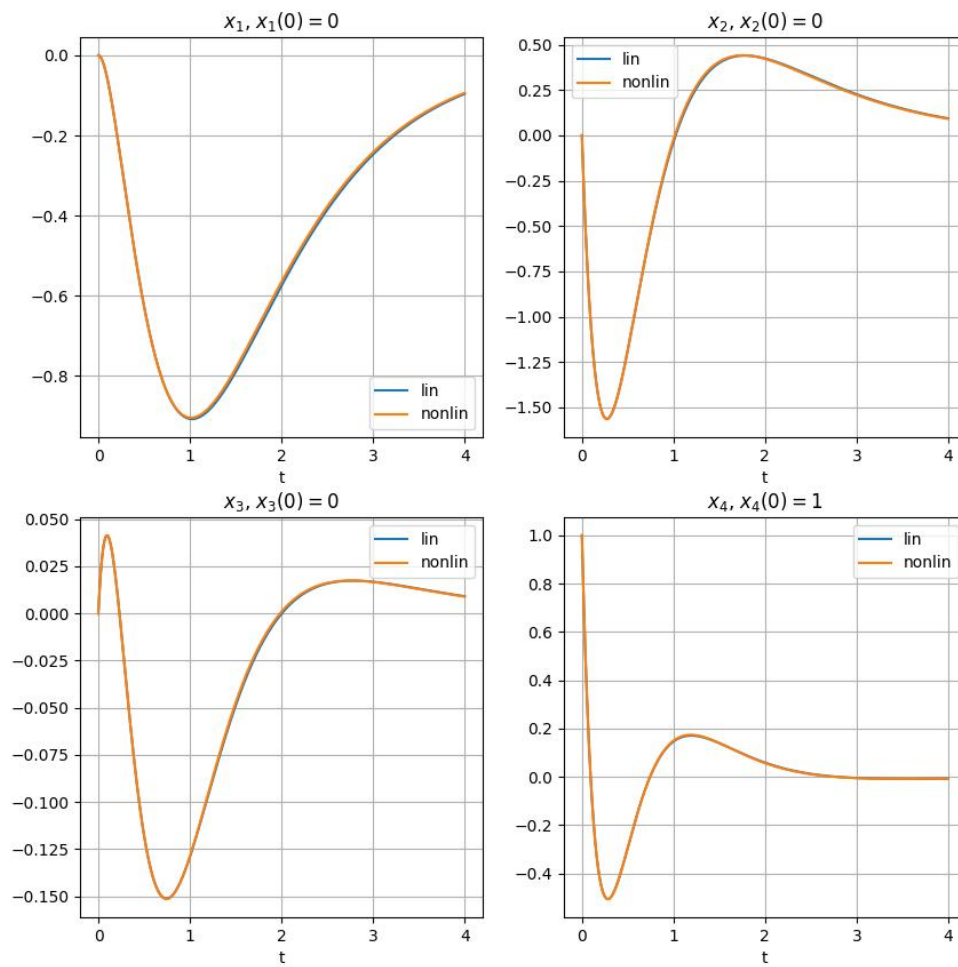 x₁, x₁(0) = 0
0.0
−0.2
−0.4
−0.6
−0.8
lin
nonlin
0 1 2 3 4
t
x₂, x₂(0) = 0
0.50
0.25
0.00
−0.25
−0.50
−0.75
−1.00
−1.25
−1.50
lin
nonlin
0 1 2 3 4
t
x₃, x₃(0) = 0
0.050
0.025
0.000
−0.025
−0.050
−0.075
−0.100
−0.125
−0.150
lin
nonlin
0 1 2 3 4
t
x₄, x₄(0) = 1
1.0
0.8
0.6
0.4
0.2
0.0
−0.2
−0.4
lin
nonlin
0 1 2 3 4
t